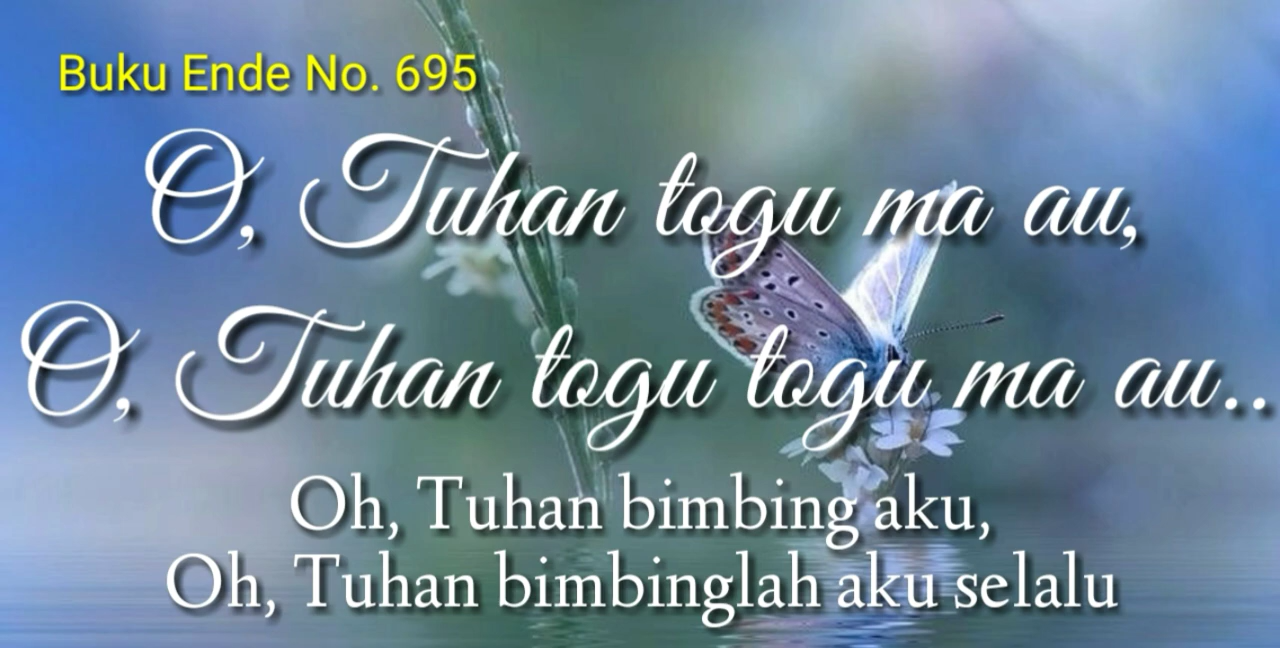 Buku Ende No. 695
O, Tuhan togu ma au,
O, Tuhan togu togu ma au..
Oh, Tuhan bimbing aku,
Oh, Tuhan bimbinglah aku selalu